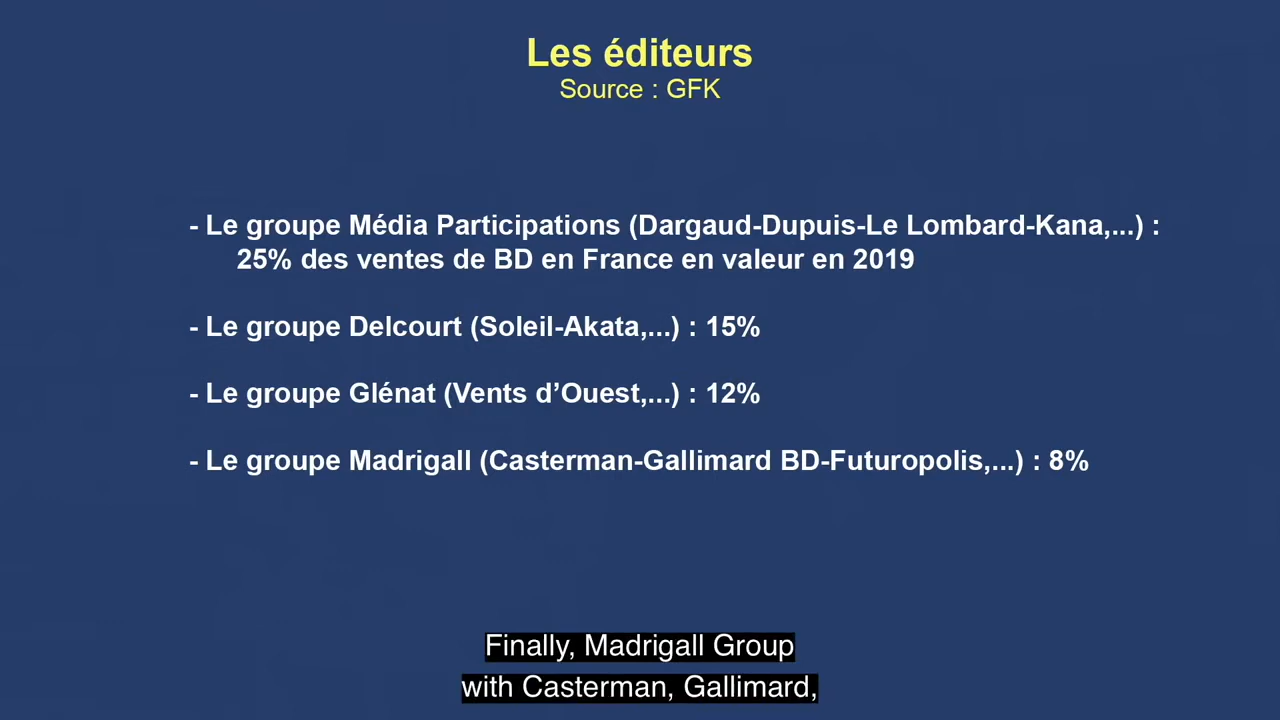 Les éditeurs
Source : GFK
- Le groupe Média Participations (Dargaud-Dupuis-Le Lombard-Kana,...) :
25% des ventes de BD en France en valeur en 2019
- Le groupe Delcourt (Soleil-Akata,...) : 15%
- Le groupe Glénat (Vents d’Ouest,...) : 12%
- Le groupe Madrigall (Casterman-Gallimard BD-Futuropolis,...) : 8%
Finally, Madrigall Group
with Casterman, Gallimard,